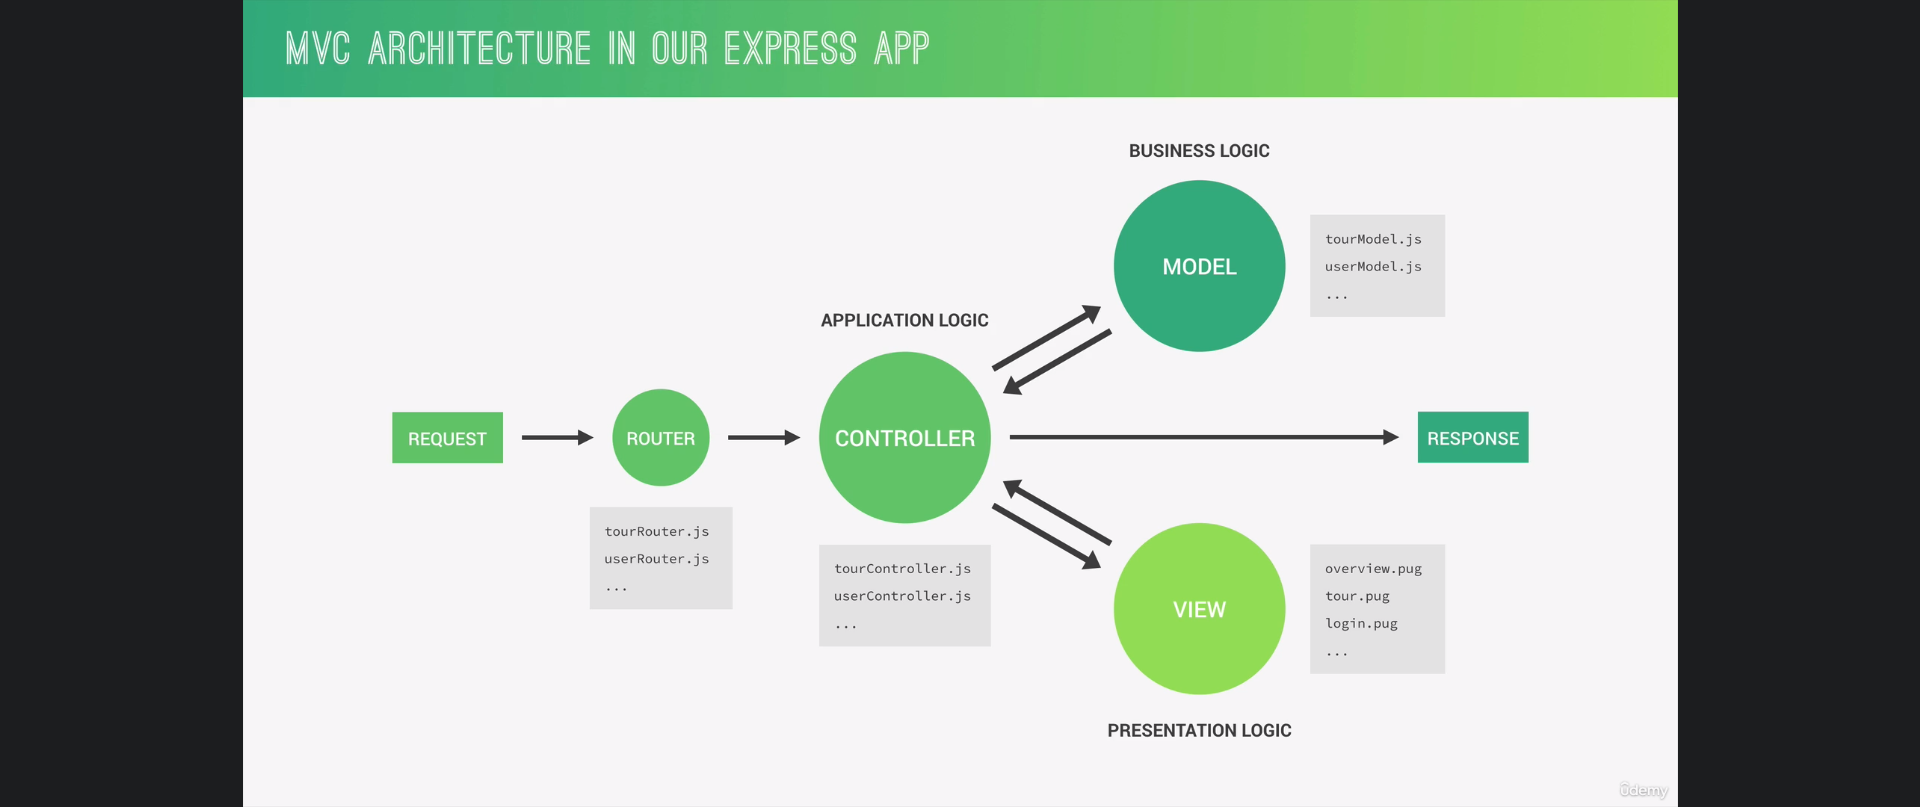 MVC ARCHITECTURE IN OUR EXPRESS APP
BUSINESS LOGIC
MODEL
tourModel.js
userModel.js
...
APPLICATION LOGIC
REQUEST
ROUTER
CONTROLLER
RESPONSE
tourRouter.js
userRouter.js
...
tourController.js
userController.js
...
VIEW
overview.pug
tour.pug
login.pug
...
PRESENTATION LOGIC
ûdemy